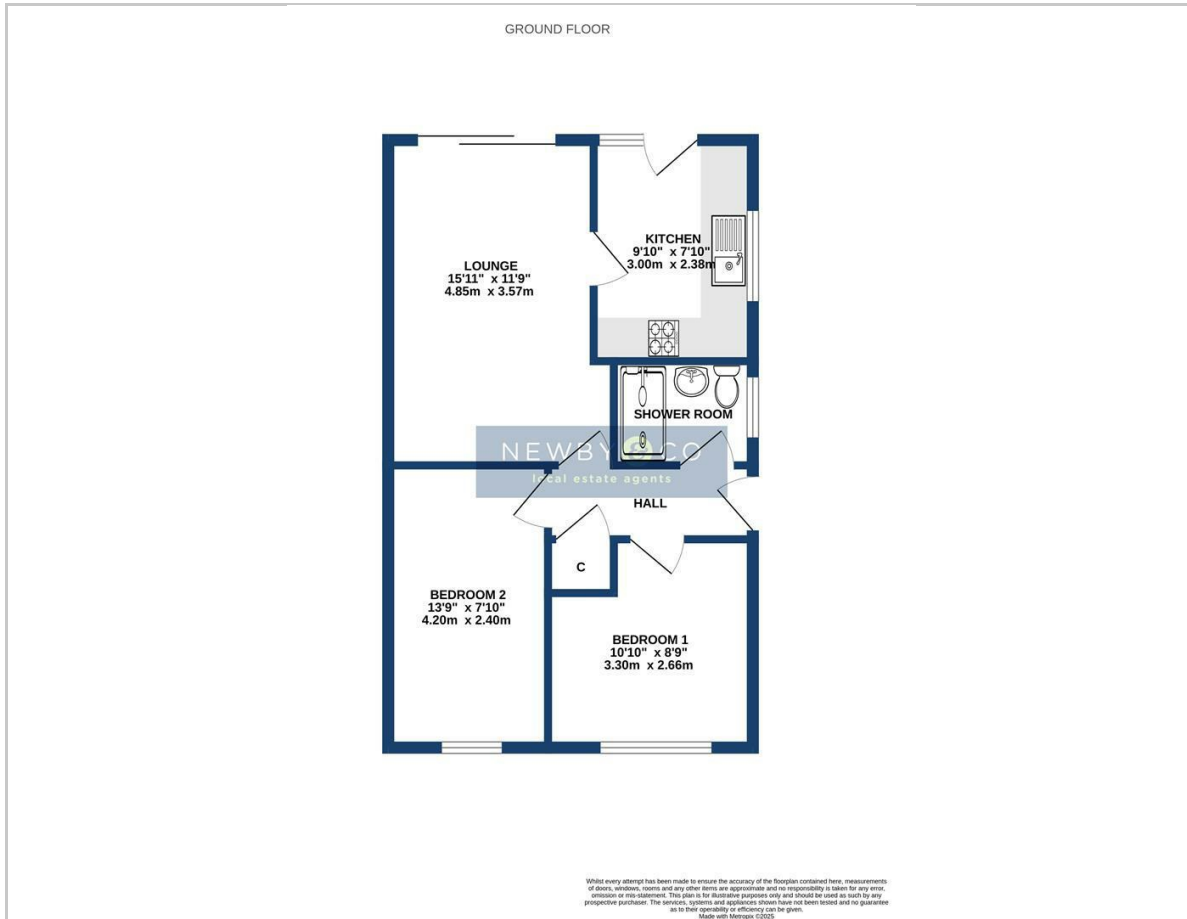 GROUND FLOOR
KITCHEN
9'10" x 7'10"
3.00m x 2.38m
LOUNGE
15'11" x 11'9"
4.85m x 3.57m
SHOWER ROOM
NEWBY & CO
local estate agents
HALL
C
BEDROOM 2
13'9" x 7'10"
4.20m x 2.40m
BEDROOM 1
10'10" x 8'9"
3.30m x 2.66m
Whilst every attempt has been made to ensure the accuracy of the floorplan contained here, measurements
of doors, windows, rooms and any other items are approximate and no responsibility is taken for any error,
omission or mis-statement. This plan is for illustrative purposes only and should be used as such by any
prospective purchaser. The services, systems and appliances shown have not been tested and no guarantee
as to their operability or efficiency can be given.
Made with Metropix ©2025